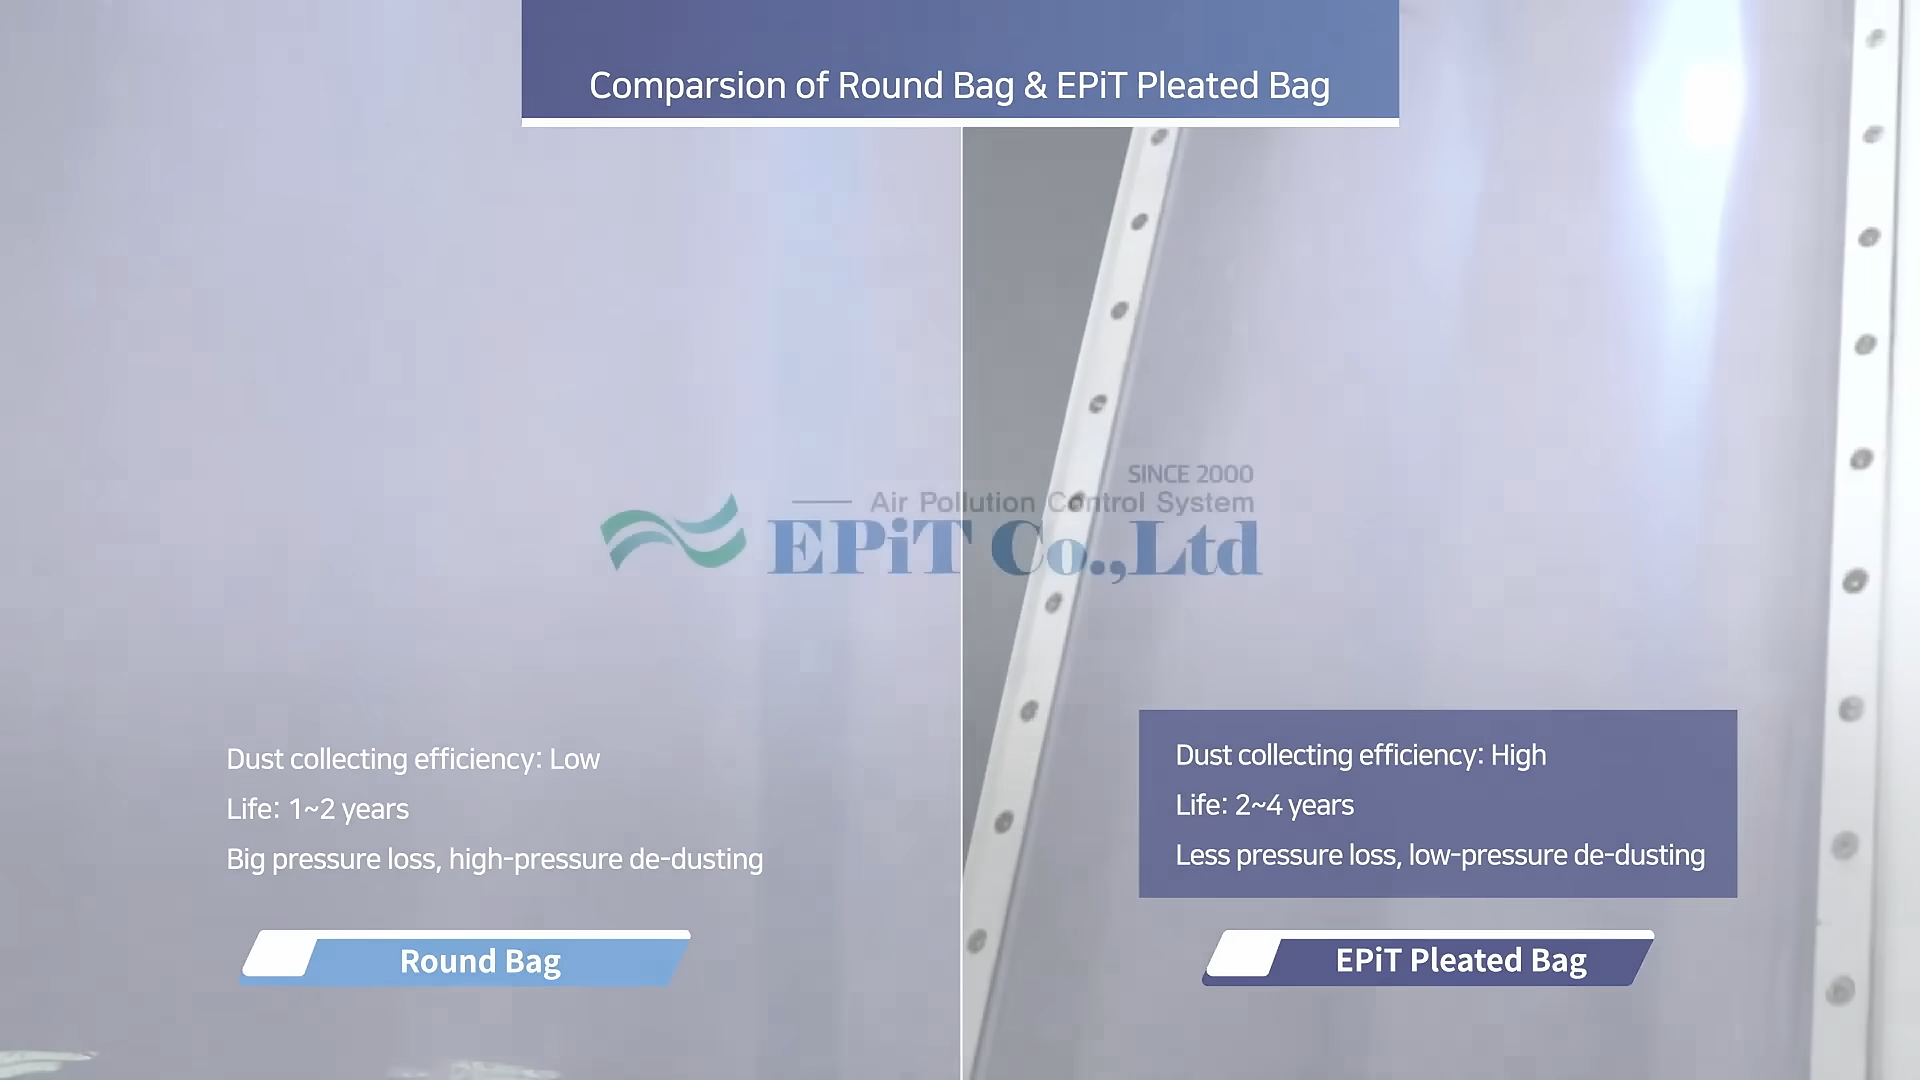 Comparsion of Round Bag & EPiT Pleated Bag
SINCE 2000
Air Pollution Control System
EPiT Co.,Ltd
Dust collecting efficiency: Low
Life: 1~2 years
Big pressure loss, high-pressure de-dusting
Round Bag
Dust collecting efficiency: High
Life: 2~4 years
Less pressure loss, low-pressure de-dusting
EPiT Pleated Bag